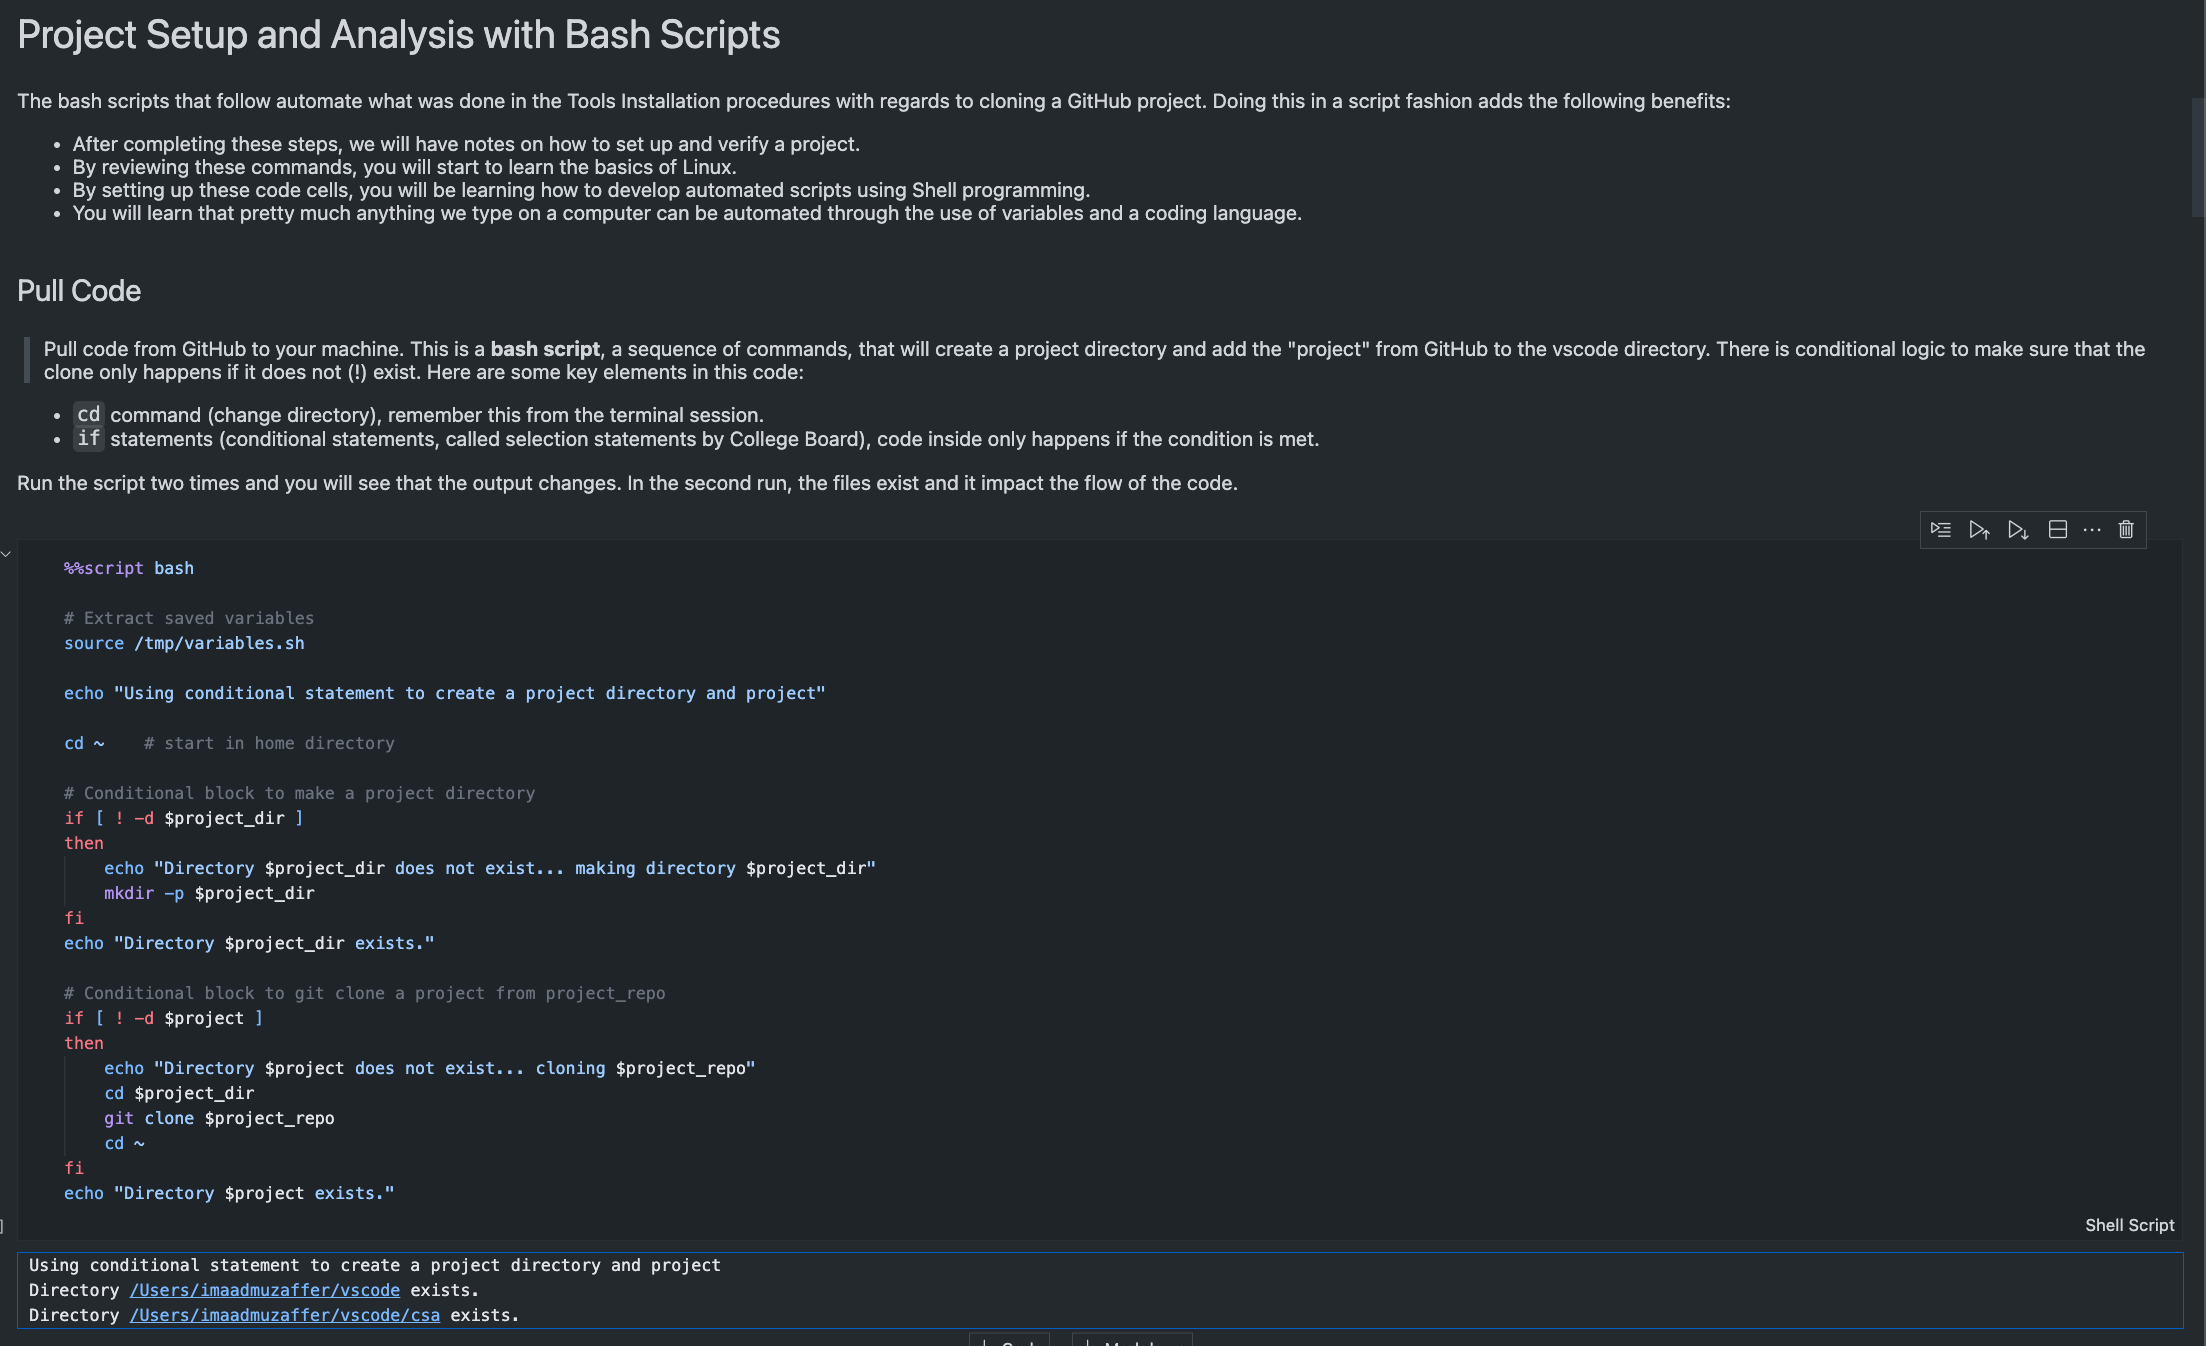 Project Setup and Analysis with Bash Scripts
The bash scripts that follow automate what was done in the Tools Installation procedures with regards to cloning a GitHub project. Doing this in a script fashion adds the following benefits:
• After completing these steps, we will have notes on how to set up and verify a project.
• By reviewing these commands, you will start to learn the basics of Linux.
• By setting up these code cells, you will be learning how to develop automated scripts using Shell programming.
• You will learn that pretty much anything we type on a computer can be automated through the use of variables and a coding language.
Pull Code
Pull code from GitHub to your machine. This is a bash script, a sequence of commands, that will create a project directory and add the "project" from GitHub to the vscode directory. There is conditional logic to make sure that the
clone only happens if it does not (!) exist. Here are some key elements in this code:
• cd command (change directory), remember this from the terminal session.
• if statements (conditional statements, called selection statements by College Board), code inside only happens if the condition is met.
Run the script two times and you will see that the output changes. In the second run, the files exist and it impact the flow of the code.
%%script bash
# Extract saved variables
source /tmp/variables.sh
echo "Using conditional statement to create a project directory and project"
cd ~    # start in home directory
# Conditional block to make a project directory
if [ ! -d $project_dir ]
then
    echo "Directory $project_dir does not exist... making directory $project_dir"
    mkdir -p $project_dir
fi
echo "Directory $project_dir exists."
# Conditional block to git clone a project from project_repo
if [ ! -d $project ]
then
    echo "Directory $project does not exist... cloning $project_repo"
    cd $project_dir
    git clone $project_repo
    cd ~
fi
echo "Directory $project exists."
Shell Script
Using conditional statement to create a project directory and project
Directory /Users/imaadmuzaffer/vscode exists.
Directory /Users/imaadmuzaffer/vscode/csa exists.